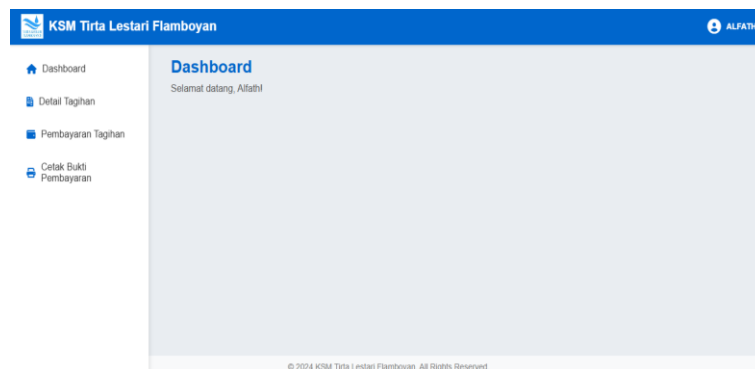 KSM Tirta Lestari Flamboyan
ALFATH
Dashboard
Detail Tagihan
Pembayaran Tagihan
Cetak Bukti
Pembayaran
Dashboard
Selamat datang, Alfath!
© 2024 KSM Tirta Lestari Flamboyan. All Rights Reserved.